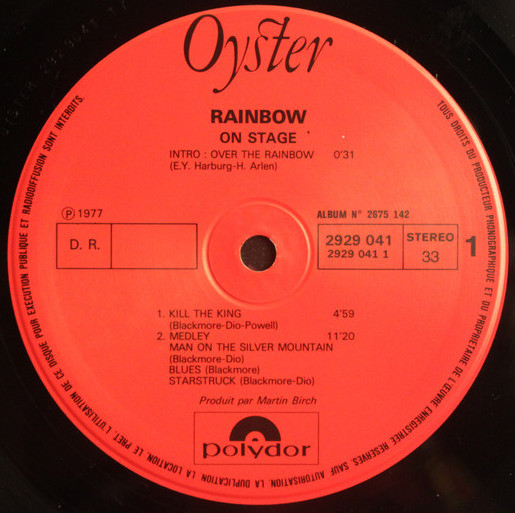 Oyster
RAINBOW
ON STAGE
INTRO : OVER THE RAINBOW 0'31
(E.Y. Harburg-H. Arlen)
℗ 1977
ALBUM N° 2675 142
D. R.
2929 041
2929 041 1
STEREO
33
1
1. KILL THE KING 4'59
(Blackmore-Dio-Powell)
2. MEDLEY 11'20
MAN ON THE SILVER MOUNTAIN
(Blackmore-Dio)
BLUES (Blackmore)
STARSTRUCK (Blackmore-Dio)
Produit par Martin Birch
polydor
TOUS DROITS DU PRODUCTEUR PHONOGRAPHIQUE ET DU PROPRIETAIRE DE L'ŒUVRE ENREGISTREE RESERVES. SAUF AUTORISATION, LA DUPLICATION, LA LOCATION, LE PRET, L'UTILISATION DE CE DISQUE POUR EXECUTION PUBLIQUE ET RADIODIFFUSION SONT INTERDITS.